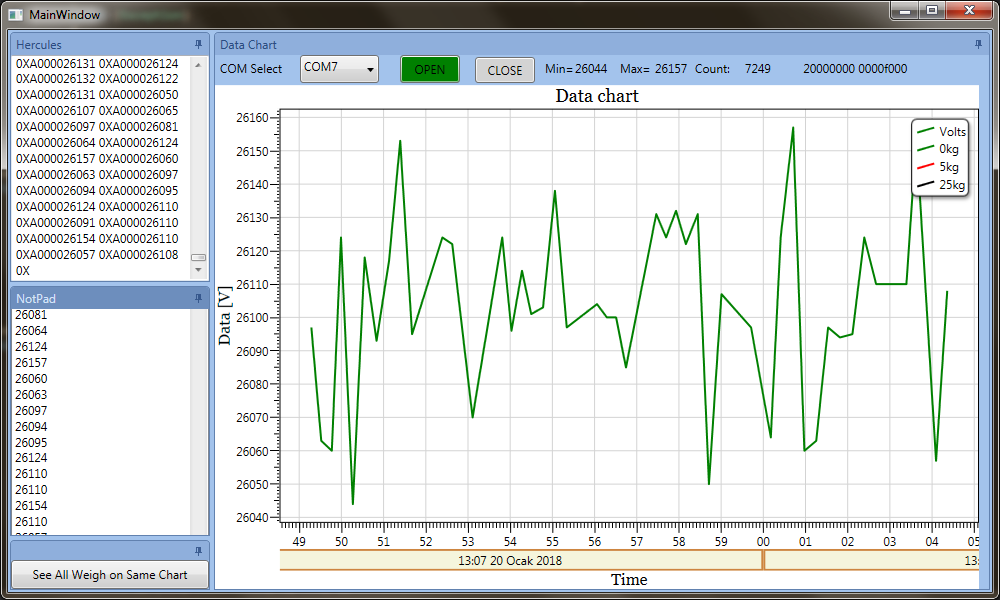 MainWindow
Hercules
0XA000026131 0XA000026124
0XA000026132 0XA000026122
0XA000026131 0XA000026050
0XA000026107 0XA000026065
0XA000026097 0XA000026081
0XA000026064 0XA000026124
0XA000026157 0XA000026060
0XA000026063 0XA000026097
0XA000026094 0XA000026095
0XA000026124 0XA000026110
0XA000026091 0XA000026110
0XA000026154 0XA000026110
0XA000026057 0XA000026108
0X
NotPad
26081
26064
26124
26157
26060
26063
26097
26094
26095
26124
26110
26110
26154
26110
26057
See All Weigh on Same Chart
Data Chart
COM Select COM7 OPEN CLOSE Min= 26044 Max= 26157 Count: 7249 20000000 0000f000
Data chart
Volts
0kg
5kg
25kg
Data [V]
26160
26150
26140
26130
26120
26110
26100
26090
26080
26070
26060
26050
26040
49 50 51 52 53 54 55 56 57 58 59 00 01 02 03 04 05
13:07 20 Ocak 2018 13:
Time